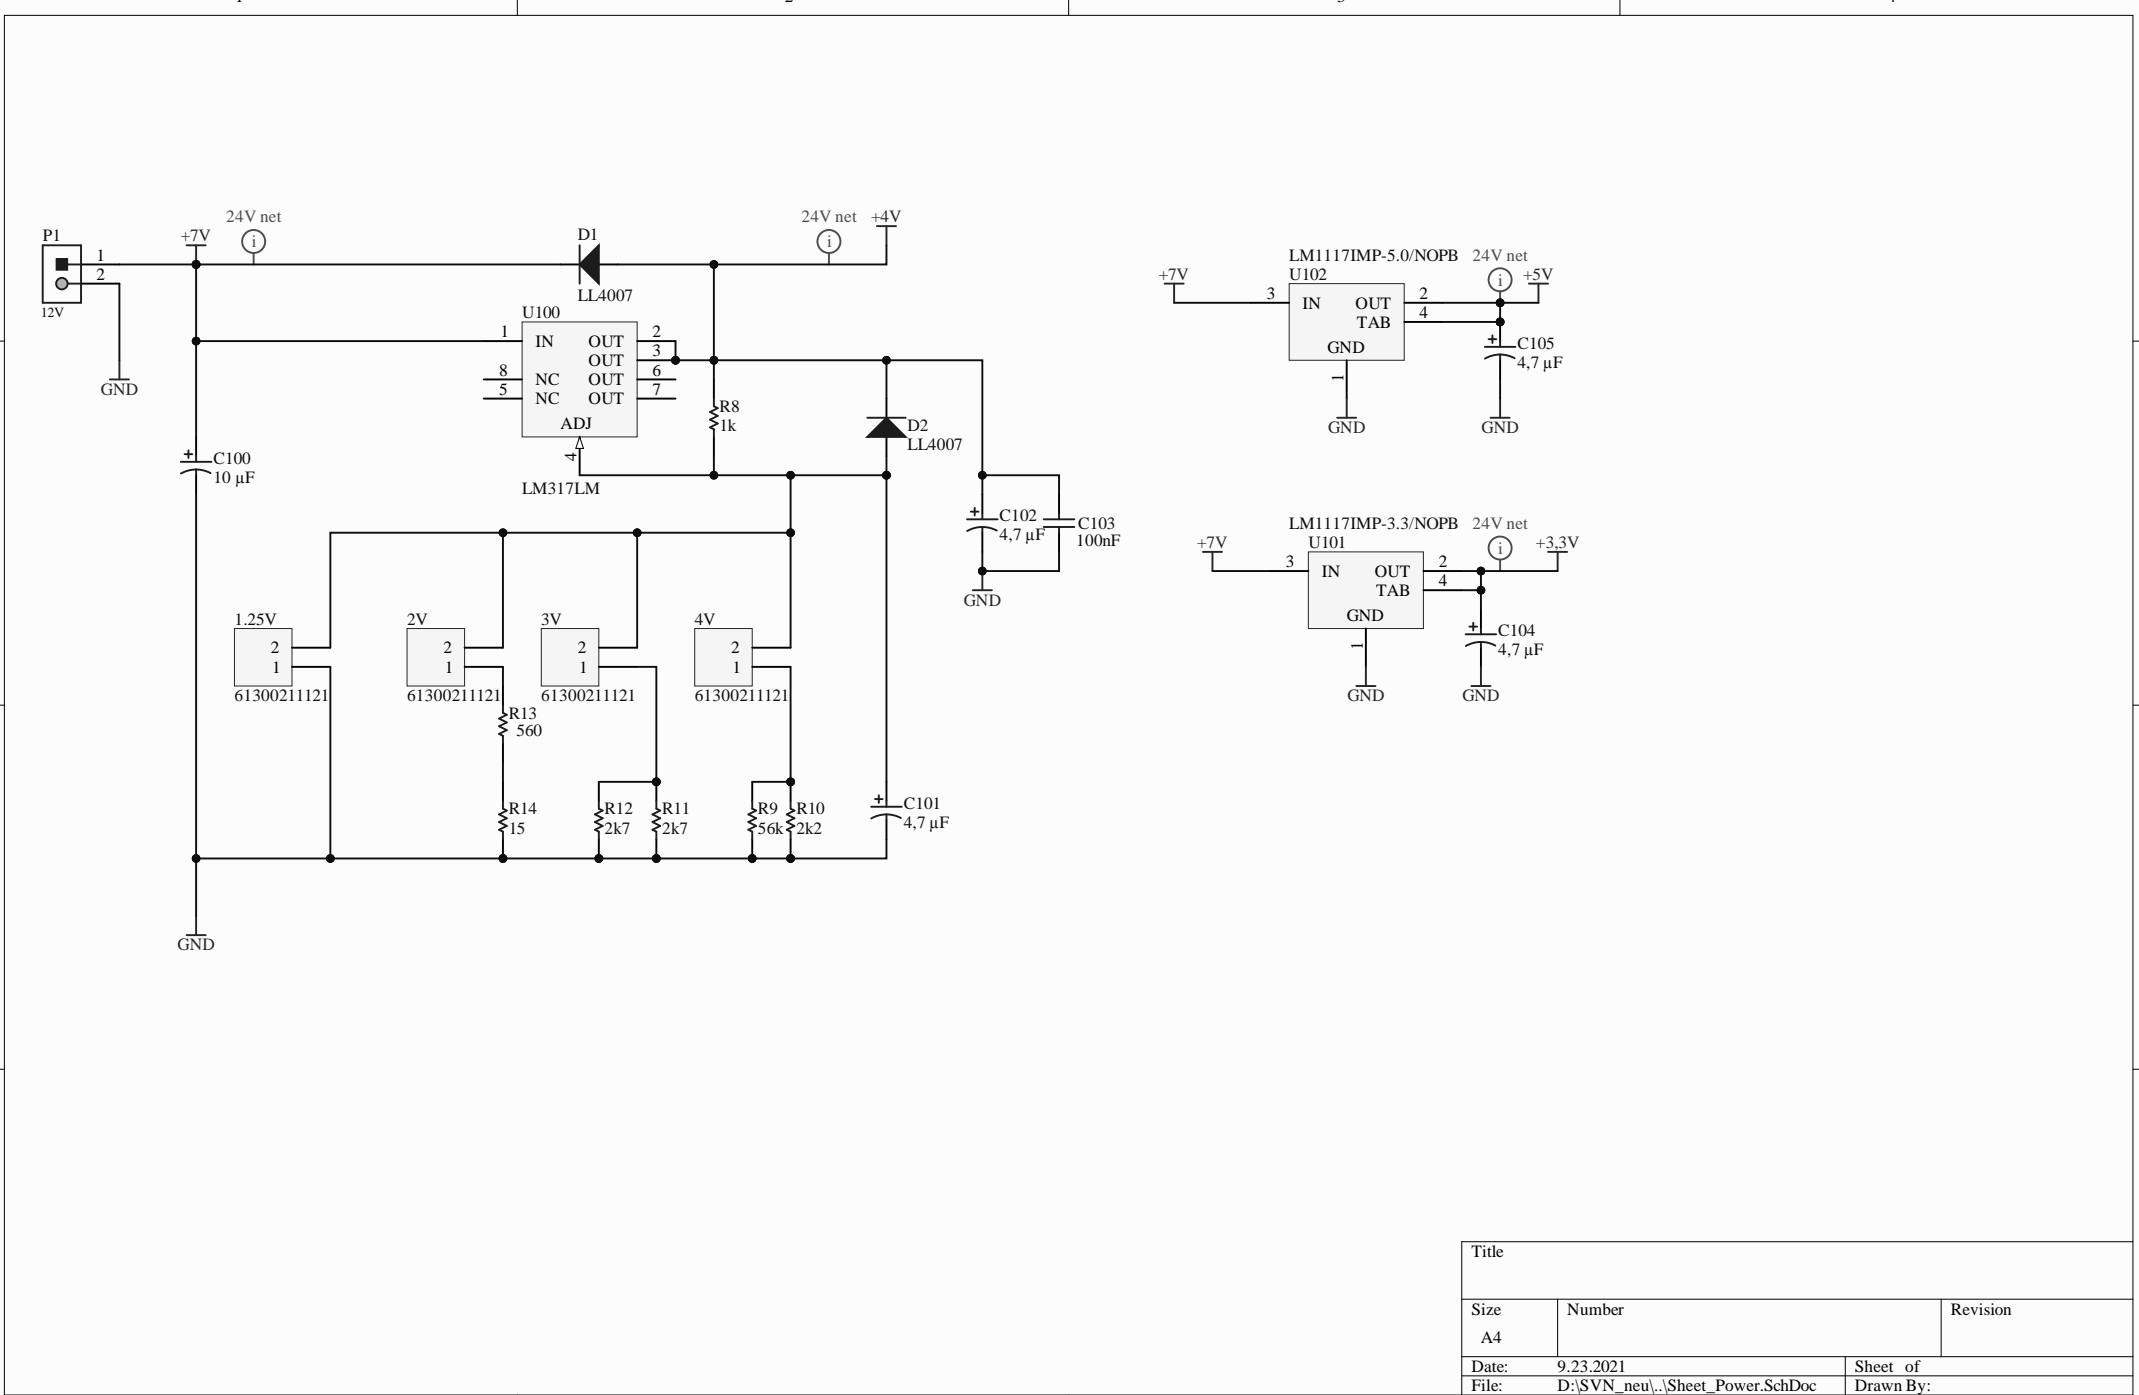 2
3
24V net
24V net
+4V
P1
+7V
D1
1
2
12V
LL4007
GND
U100
1
IN
OUT
2
OUT
3
8
NC
OUT
6
5
NC
OUT
7
ADJ
4
LM317LM
R8
1k
D2
LL4007
C100
10 µF
C102
4,7 µF
C103
100nF
GND
1.25V
2
1
61300211121
2V
2
1
61300211121
3V
2
1
61300211121
4V
2
1
61300211121
R13
560
R14
15
R12
2k7
R11
2k7
R9
56k
R10
2k2
C101
4,7 µF
GND
LM1117IMP-5.0/NOPB
24V net
+7V
U102
+5V
3
IN
OUT
2
TAB
4
GND
1
C105
4,7 µF
GND
GND
LM1117IMP-3.3/NOPB
24V net
+7V
U101
+3,3V
3
IN
OUT
2
TAB
4
GND
1
C104
4,7 µF
GND
GND
Title
Size
Number
Revision
A4
Date:
9.23.2021
Sheet of
File:
D:\SVN_neu\..\Sheet_Power.SchDoc
Drawn By: